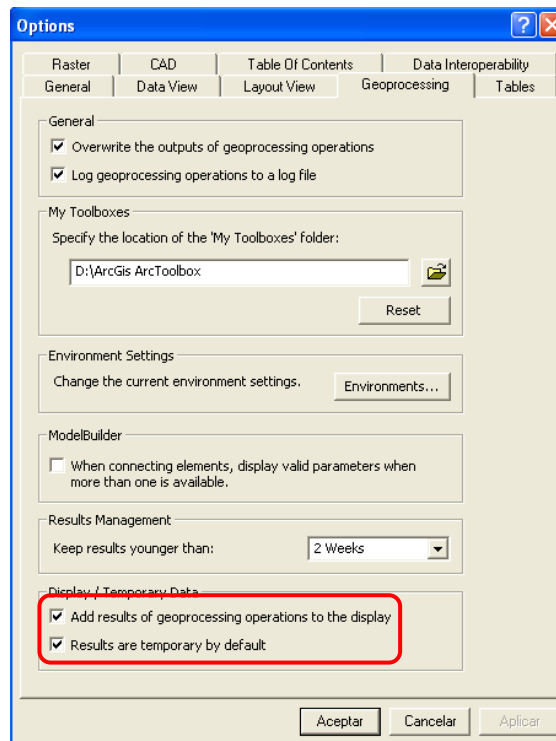 Options
Raster CAD Table Of Contents Data Interoperability
General Data View Layout View Geoprocessing Tables
General
Overwrite the outputs of geoprocessing operations
Log geoprocessing operations to a log file
My Toolboxes
Specify the location of the 'My Toolboxes' folder:
D:\ArcGis ArcToolbox
Reset
Environment Settings
Change the current environment settings. Environments...
ModelBuilder
When connecting elements, display valid parameters when
more than one is available.
Results Management
Keep results younger than: 2 Weeks
Display / Temporary Data
Add results of geoprocessing operations to the display
Results are temporary by default
Aceptar Cancelar Aplicar